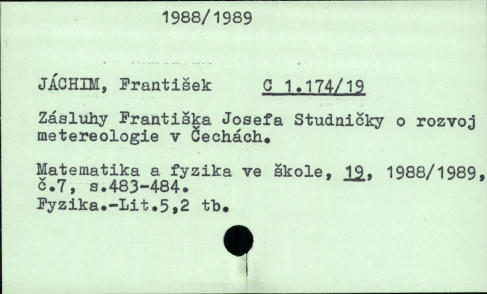 1988/1989
JÁCHIM, František C 1.174/19
Zásluhy Františka Josefa Studničky o rozvoj
metereologie v Čechách.
Matematika a fyzika ve škole, 19, 1988/1989,
č.7, s.483-484.
Fyzika.-Lit.5,2 tb.